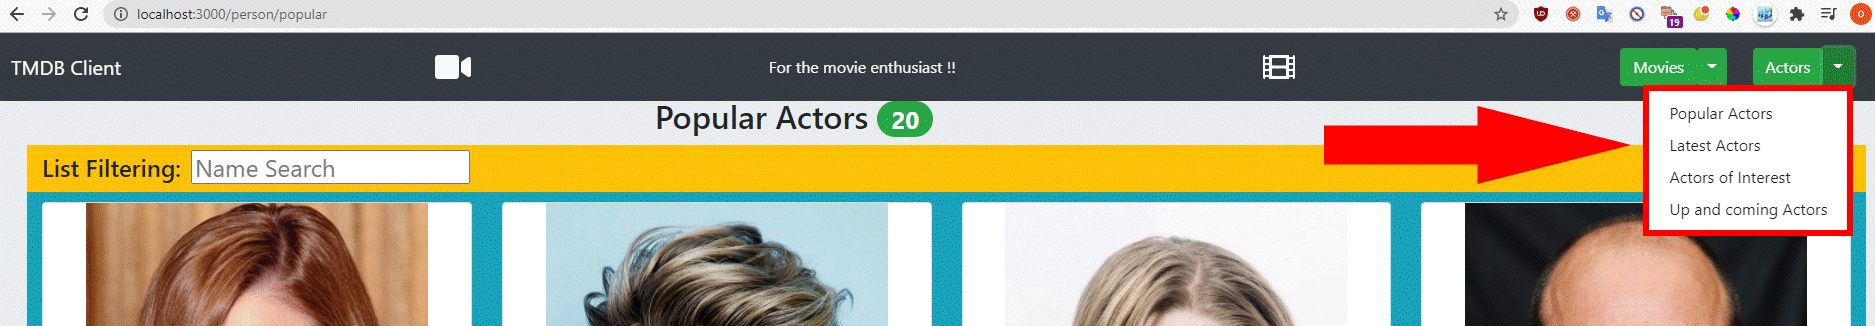 localhost:3000/person/popular
19
TMDB Client
For the movie enthusiast !!
Movies
Actors
Popular Actors 20
Popular Actors
Latest Actors
Actors of Interest
Up and coming Actors
List Filtering: Name Search